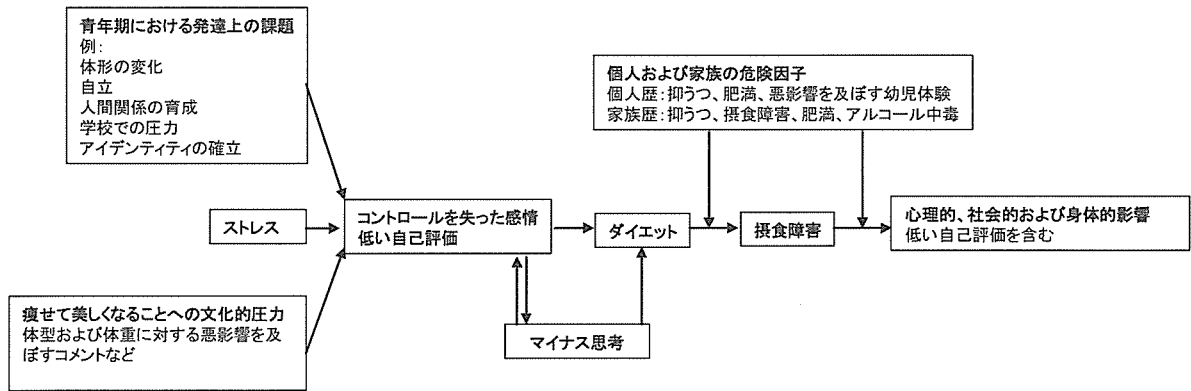 青年期における発達上の課題
例:
体形の変化
自立
人間関係の育成
学校での圧力
アイデンティティの確立
個人および家族の危険因子
個人歴:抑うつ、肥満、悪影響を及ぼす幼児体験
家族歴:抑うつ、摂食障害、肥満、アルコール中毒
ストレス
コントロールを失った感情
低い自己評価
ダイエット
摂食障害
心理的、社会的および身体的影響
低い自己評価を含む
痩せて美しくなることへの文化的圧力
体型および体重に対する悪影響を及
ぼすコメントなど
マイナス思考